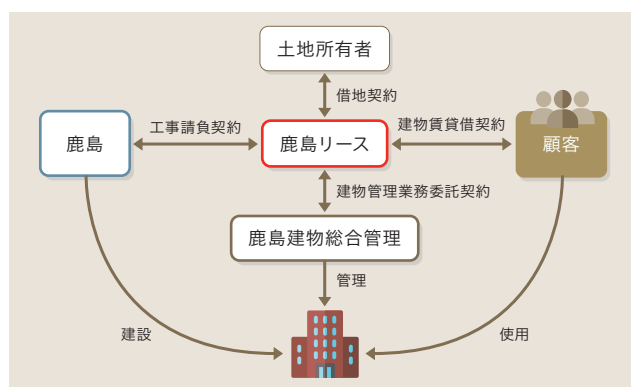 土地所有者
借地契約
鹿島
工事請負契約
鹿島リース
建物賃貸借契約
顧客
建物管理業務委託契約
鹿島建物総合管理
管理
建設
使用